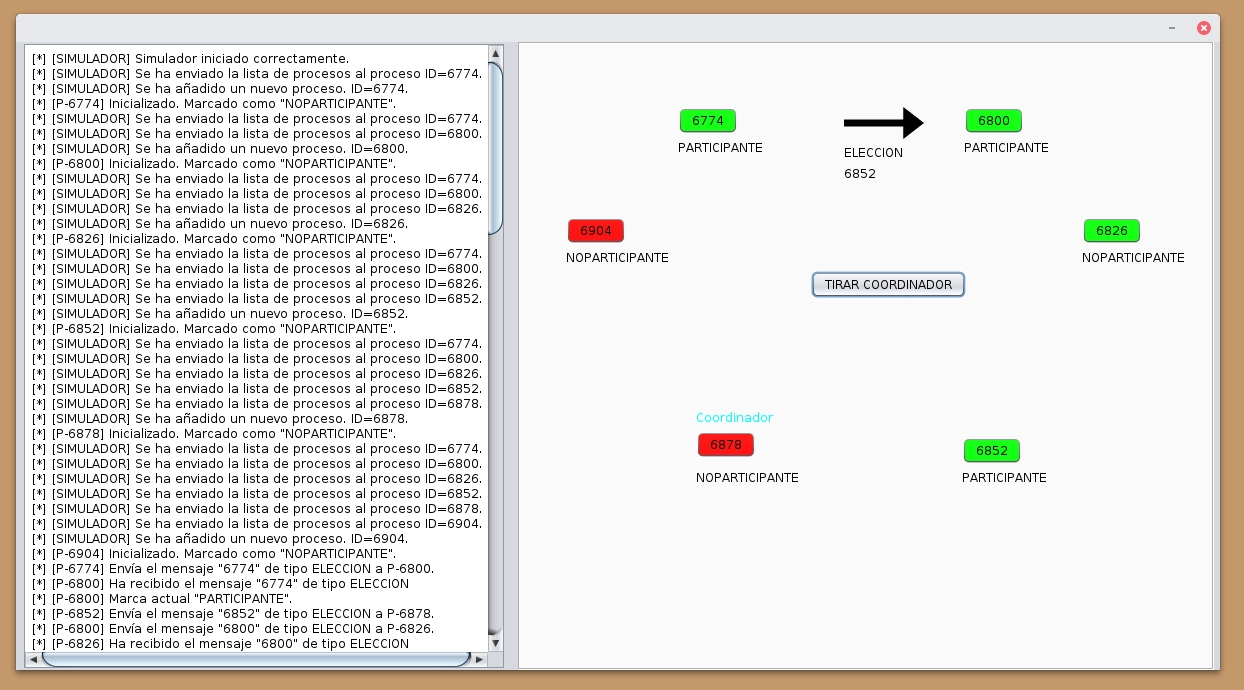 [*] [SIMULADOR] Simulador iniciado correctamente.
[*] [SIMULADOR] Se ha enviado la lista de procesos al proceso ID=6774.
[*] [SIMULADOR] Se ha añadido un nuevo proceso. ID=6774.
[*] [P-6774] Inicializado. Marcado como "NOPARTICIPANTE".
[*] [SIMULADOR] Se ha enviado la lista de procesos al proceso ID=6774.
[*] [SIMULADOR] Se ha enviado la lista de procesos al proceso ID=6800.
[*] [SIMULADOR] Se ha añadido un nuevo proceso. ID=6800.
[*] [P-6800] Inicializado. Marcado como "NOPARTICIPANTE".
[*] [SIMULADOR] Se ha enviado la lista de procesos al proceso ID=6774.
[*] [SIMULADOR] Se ha enviado la lista de procesos al proceso ID=6800.
[*] [SIMULADOR] Se ha enviado la lista de procesos al proceso ID=6826.
[*] [SIMULADOR] Se ha añadido un nuevo proceso. ID=6826.
[*] [P-6826] Inicializado. Marcado como "NOPARTICIPANTE".
[*] [SIMULADOR] Se ha enviado la lista de procesos al proceso ID=6774.
[*] [SIMULADOR] Se ha enviado la lista de procesos al proceso ID=6800.
[*] [SIMULADOR] Se ha enviado la lista de procesos al proceso ID=6826.
[*] [SIMULADOR] Se ha enviado la lista de procesos al proceso ID=6852.
[*] [SIMULADOR] Se ha añadido un nuevo proceso. ID=6852.
[*] [P-6852] Inicializado. Marcado como "NOPARTICIPANTE".
[*] [SIMULADOR] Se ha enviado la lista de procesos al proceso ID=6774.
[*] [SIMULADOR] Se ha enviado la lista de procesos al proceso ID=6800.
[*] [SIMULADOR] Se ha enviado la lista de procesos al proceso ID=6826.
[*] [SIMULADOR] Se ha enviado la lista de procesos al proceso ID=6852.
[*] [SIMULADOR] Se ha enviado la lista de procesos al proceso ID=6878.
[*] [SIMULADOR] Se ha añadido un nuevo proceso. ID=6878.
[*] [P-6878] Inicializado. Marcado como "NOPARTICIPANTE".
[*] [SIMULADOR] Se ha enviado la lista de procesos al proceso ID=6774.
[*] [SIMULADOR] Se ha enviado la lista de procesos al proceso ID=6800.
[*] [SIMULADOR] Se ha enviado la lista de procesos al proceso ID=6826.
[*] [SIMULADOR] Se ha enviado la lista de procesos al proceso ID=6852.
[*] [SIMULADOR] Se ha enviado la lista de procesos al proceso ID=6878.
[*] [SIMULADOR] Se ha enviado la lista de procesos al proceso ID=6904.
[*] [SIMULADOR] Se ha añadido un nuevo proceso. ID=6904.
[*] [P-6904] Inicializado. Marcado como "NOPARTICIPANTE".
[*] [P-6774] Envía el mensaje "6774" de tipo ELECCION a P-6800.
[*] [P-6800] Ha recibido el mensaje "6774" de tipo ELECCION
[*] [P-6800] Marca actual "PARTICIPANTE".
[*] [P-6852] Envía el mensaje "6852" de tipo ELECCION a P-6878.
[*] [P-6800] Envía el mensaje "6800" de tipo ELECCION a P-6826.
[*] [P-6826] Ha recibido el mensaje "6800" de tipo ELECCION
6774
PARTICIPANTE
ELECCION
6852
6800
PARTICIPANTE
6904
NOPARTICIPANTE
6826
NOPARTICIPANTE
TIRAR COORDINADOR
Coordinador
6878
NOPARTICIPANTE
6852
PARTICIPANTE